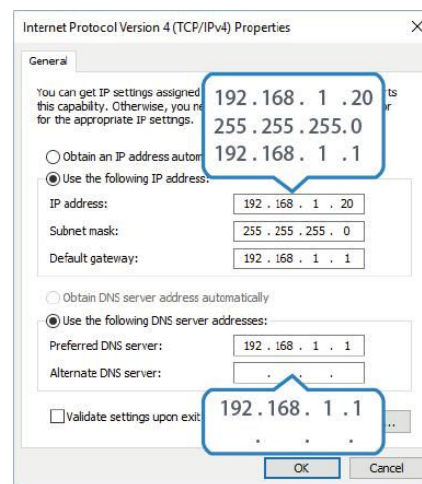 Internet Protocol Version 4 (TCP/IPv4) Properties
General
You can get IP settings assigned
this capability. Otherwise, you ne
for the appropriate IP settings.
192.168. 1 .20
255.255.255.0
192.168. 1 .1
Obtain an IP address autom
Use the following IP address:
IP address: 192 . 168 . 1 . 20
Subnet mask: 255 . 255 . 255 . 0
Default gateway: 192 . 168 . 1 . 1
Obtain DNS server address automatically
Use the following DNS server addresses:
Preferred DNS server: 192 . 168 . 1 . 1
Alternate DNS server: . . .
Validate settings upon exit
192.168. 1 .1
. . .
...
OK Cancel